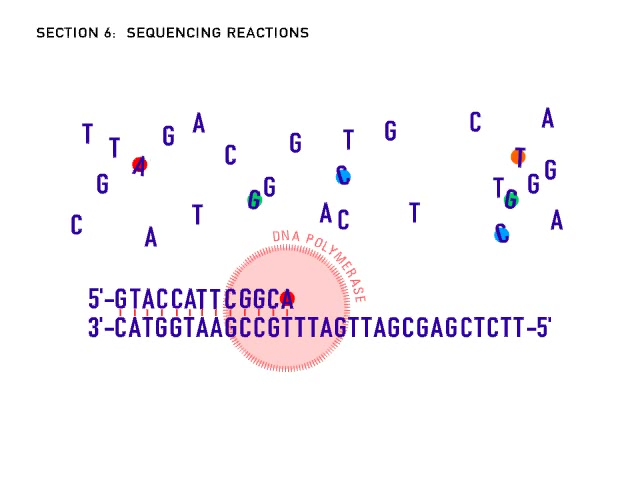 SECTION 6: SEQUENCING REACTIONS
T T A G A C G T G C T A
G G G C T G G
C A T A C T C A
DNA POLYMERASE
5'-GTACCATTCGGCA
3'-CATGGTAAGCCGTTTAGTTAGCGAGCTCTT-5'